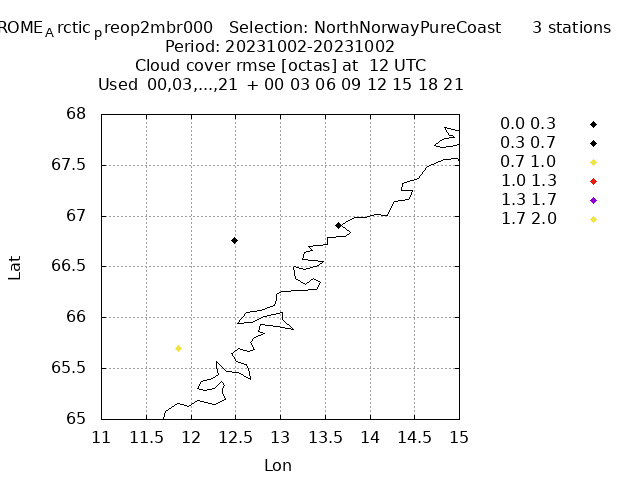 ROME_Arctic_preop2mbr000 Selection: NorthNorwayPureCoast 3 stations
Period: 20231002-20231002
Cloud cover rmse [octas] at 12 UTC
Used 00,03,...,21 + 00 03 06 09 12 15 18 21
68
67.5
67
66.5
66
65.5
65
Lat
11 11.5 12 12.5 13 13.5 14 14.5 15
Lon
0.0 0.3
0.3 0.7
0.7 1.0
1.0 1.3
1.3 1.7
1.7 2.0